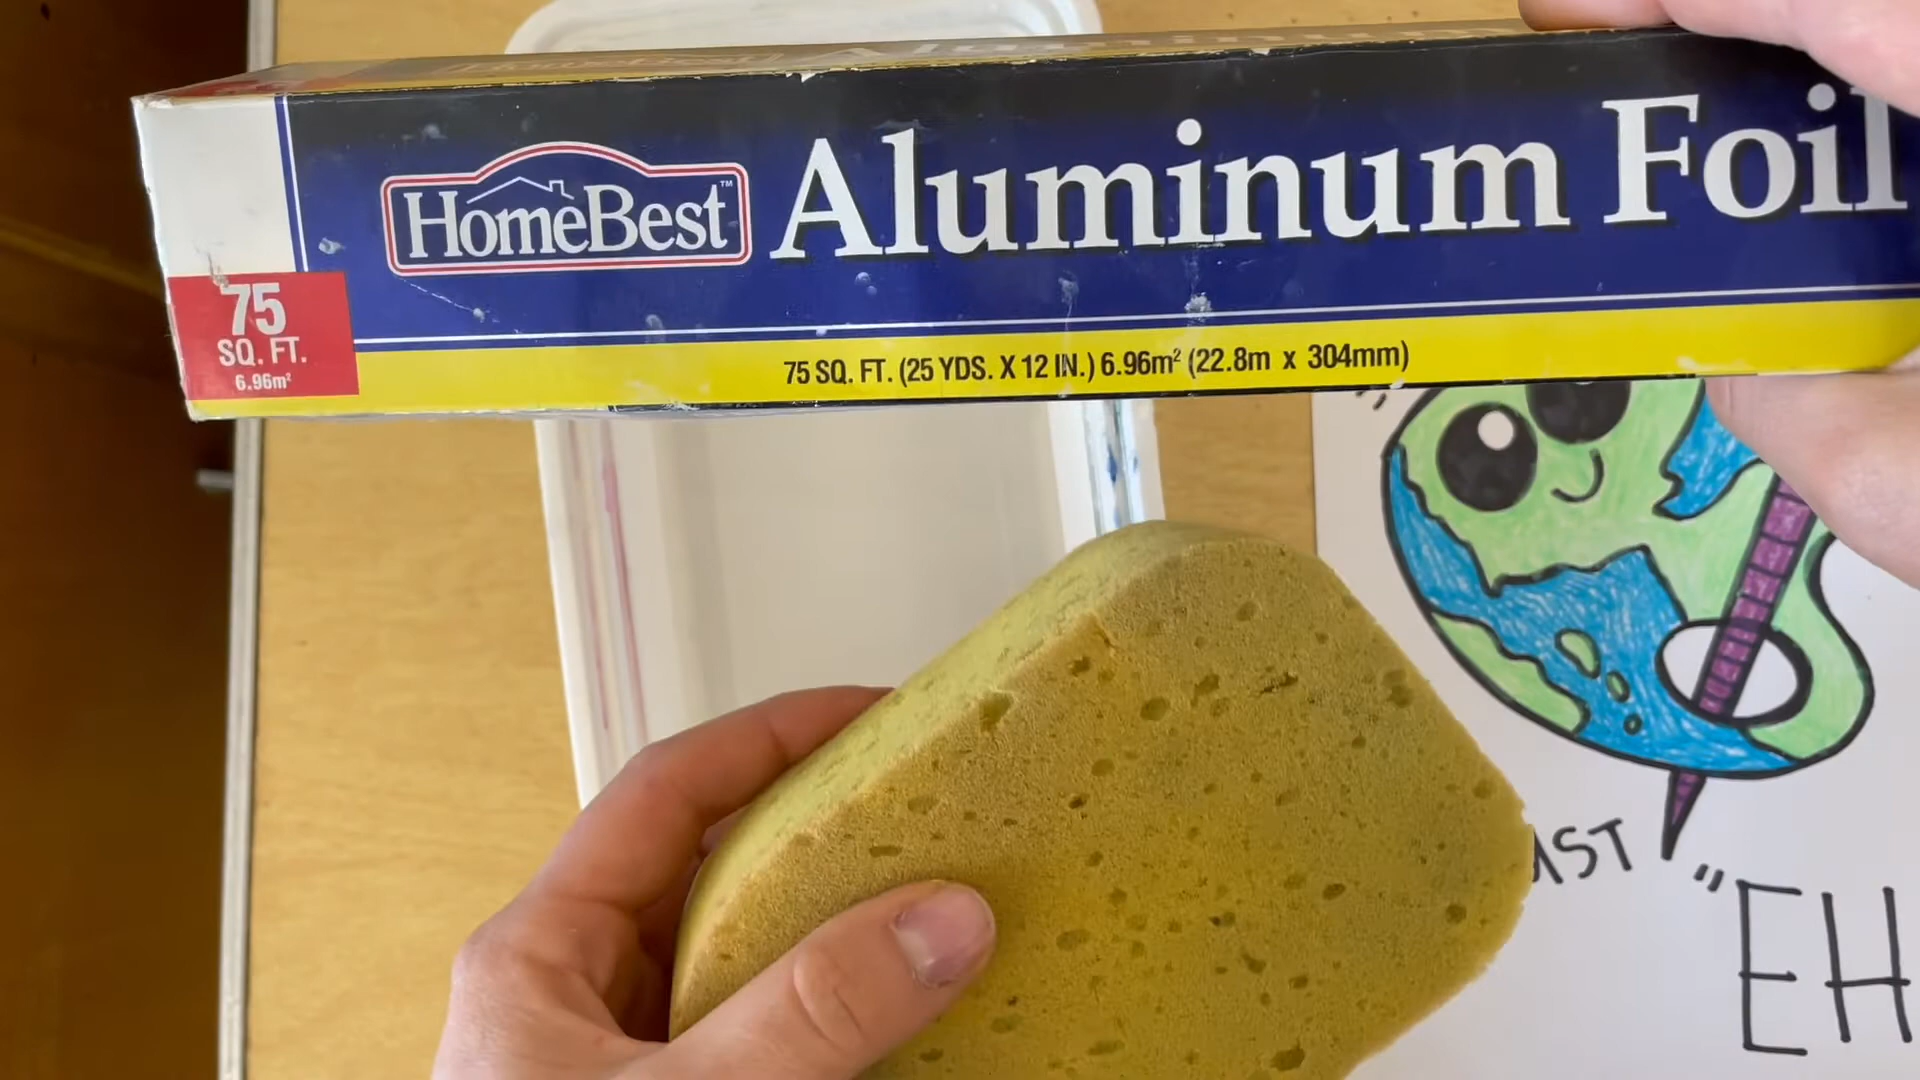 HomeBest™ Aluminum Foil
75
SQ. FT.
6.96m²
75 SQ. FT. (25 YDS. X 12 IN.) 6.96m² (22.8m x 304mm)
"EH